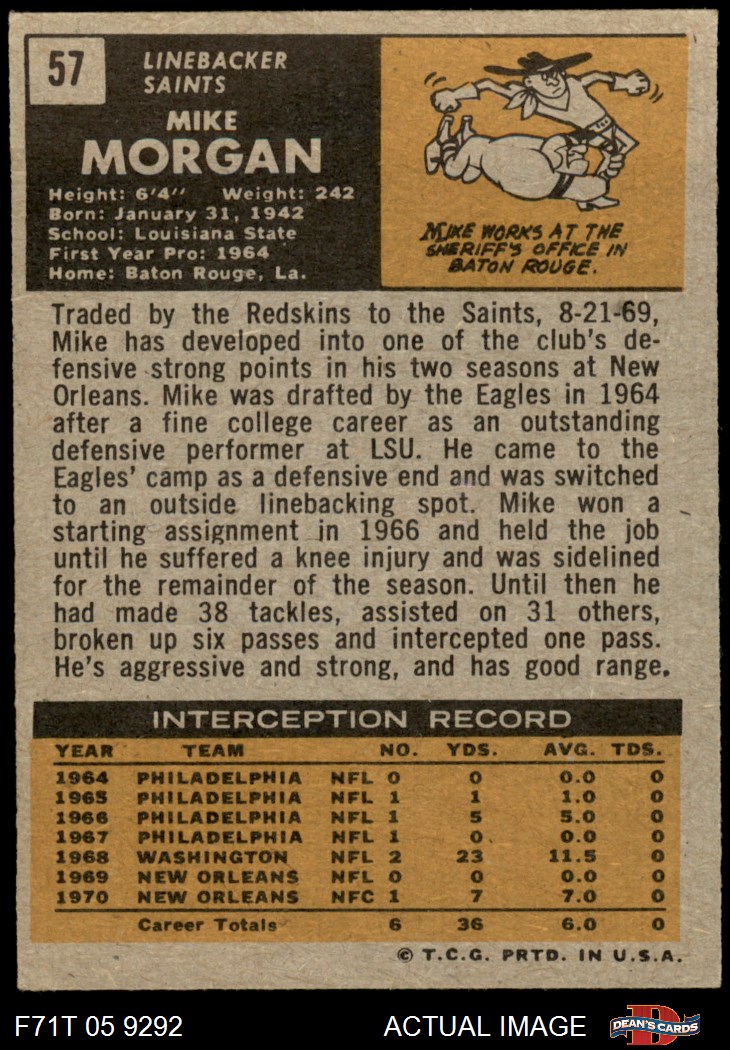 57
LINEBACKER
SAINTS
MIKE
MORGAN
Height: 6'4" Weight: 242
Born: January 31, 1942
School: Louisiana State
First Year Pro: 1964
Home: Baton Rouge, La.
MIKE WORKS AT THE
SHERIFF'S OFFICE IN
BATON ROUGE.
Traded by the Redskins to the Saints, 8-21-69,
Mike has developed into one of the club's de-
fensive strong points in his two seasons at New
Orleans. Mike was drafted by the Eagles in 1964
after a fine college career as an outstanding
defensive performer at LSU. He came to the
Eagles' camp as a defensive end and was switched
to an outside linebacking spot. Mike won a
starting assignment in 1966 and held the job
until he suffered a knee injury and was sidelined
for the remainder of the season. Until then he
had made 38 tackles, assisted on 31 others,
broken up six passes and intercepted one pass.
He's aggressive and strong, and has good range.
INTERCEPTION RECORD
YEAR TEAM NO. YDS. AVG. TDS.
1964 PHILADELPHIA NFL 0 0 0.0 0
1965 PHILADELPHIA NFL 1 1 1.0 0
1966 PHILADELPHIA NFL 1 5 5.0 0
1967 PHILADELPHIA NFL 1 0 0.0 0
1968 WASHINGTON NFL 2 23 11.5 0
1969 NEW ORLEANS NFL 0 0 0.0 0
1970 NEW ORLEANS NFC 1 7 7.0 0
Career Totals 6 36 6.0 0
© T.C.G. PRTD. IN U.S.A.
F71T 05 9292 ACTUAL IMAGE D DEAN'S CARDS